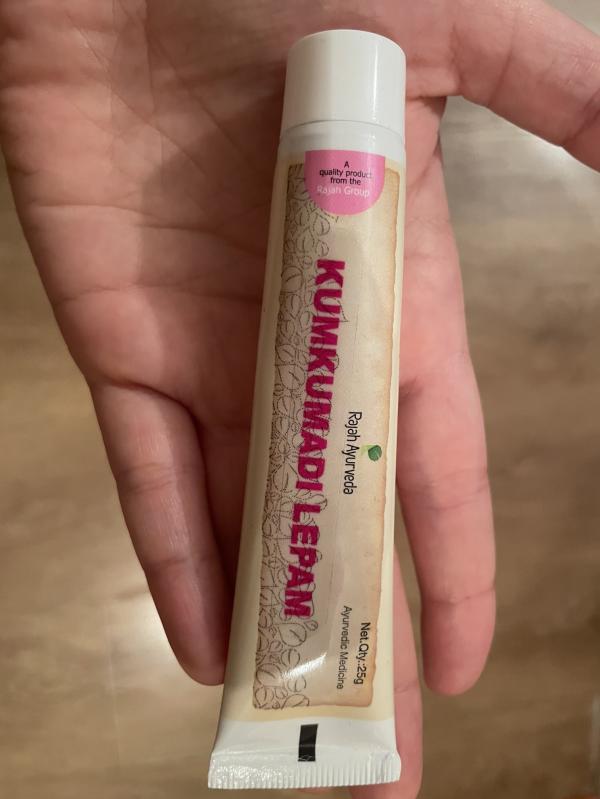 A
quality product
from the
Rajah Group
KUMKUMADI LEPAM
Rajah Ayurveda
Net.Qty.:25g
Ayurvedic Medicine